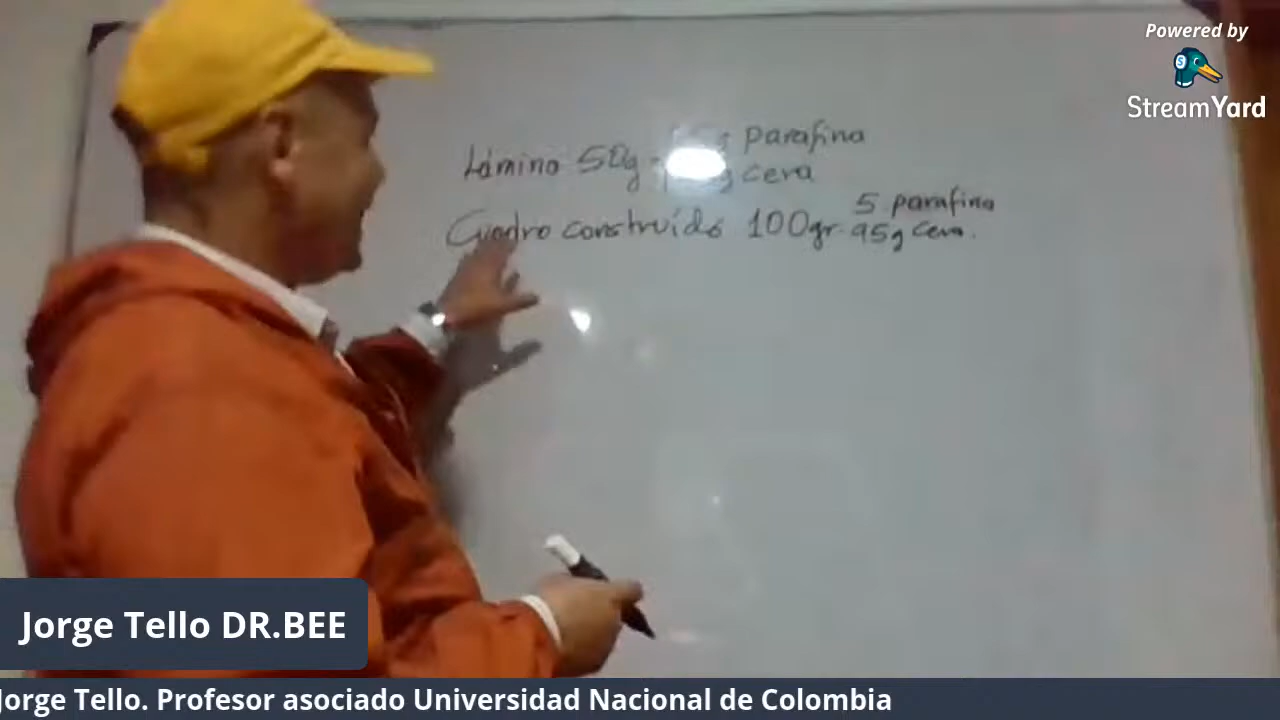 Powered by
StreamYard
Lámina 50g parafina
g cera
Cuadro construído 100gr 5 parafina
95g Cera.
Jorge Tello DR.BEE
Jorge Tello. Profesor asociado Universidad Nacional de Colombia